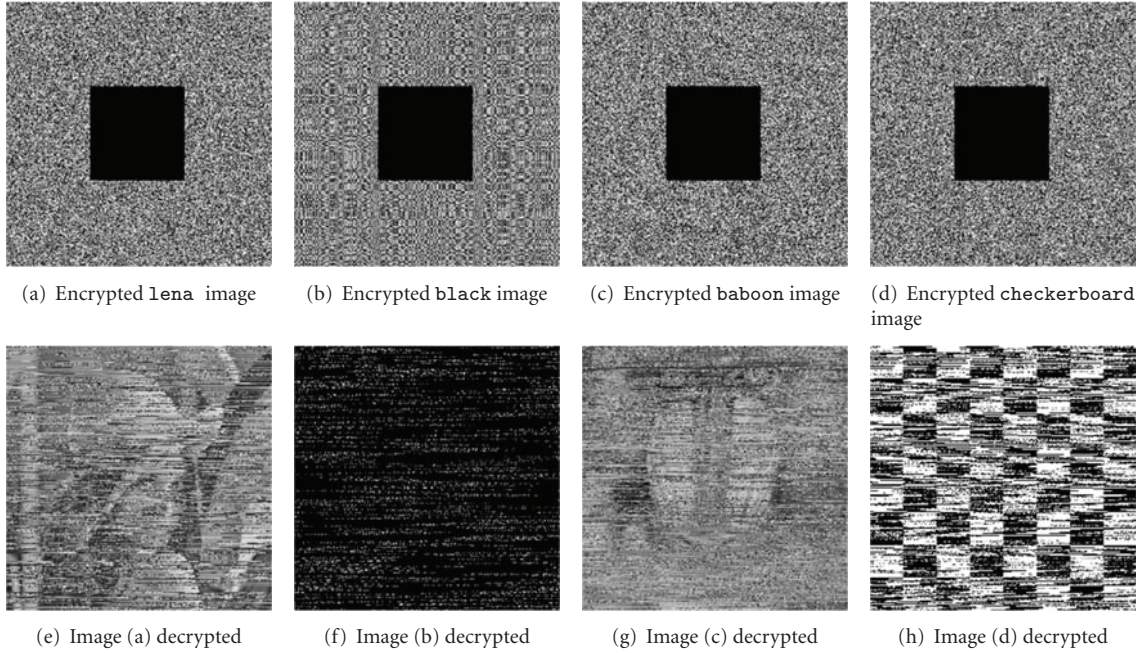 (a) Encrypted lena image
(b) Encrypted black image
(c) Encrypted baboon image
(d) Encrypted checkerboard
image
(e) Image (a) decrypted
(f) Image (b) decrypted
(g) Image (c) decrypted
(h) Image (d) decrypted